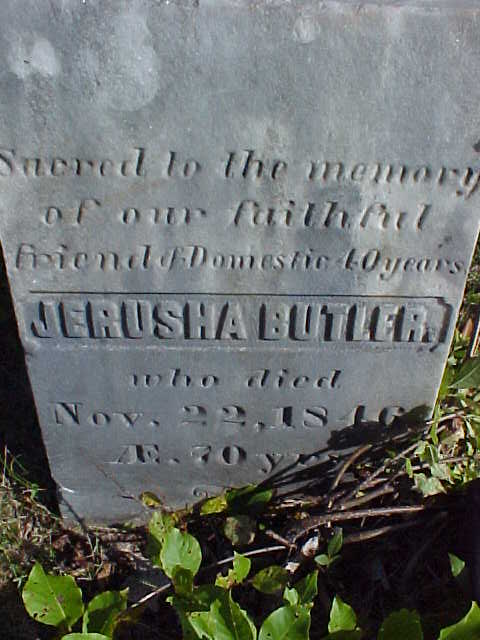 Sacred to the memory
of our faithful
friend & Domestic 40 years
JERUSHA BUTLER,
who died
Nov. 22, 1846
Æ. 70 yrs